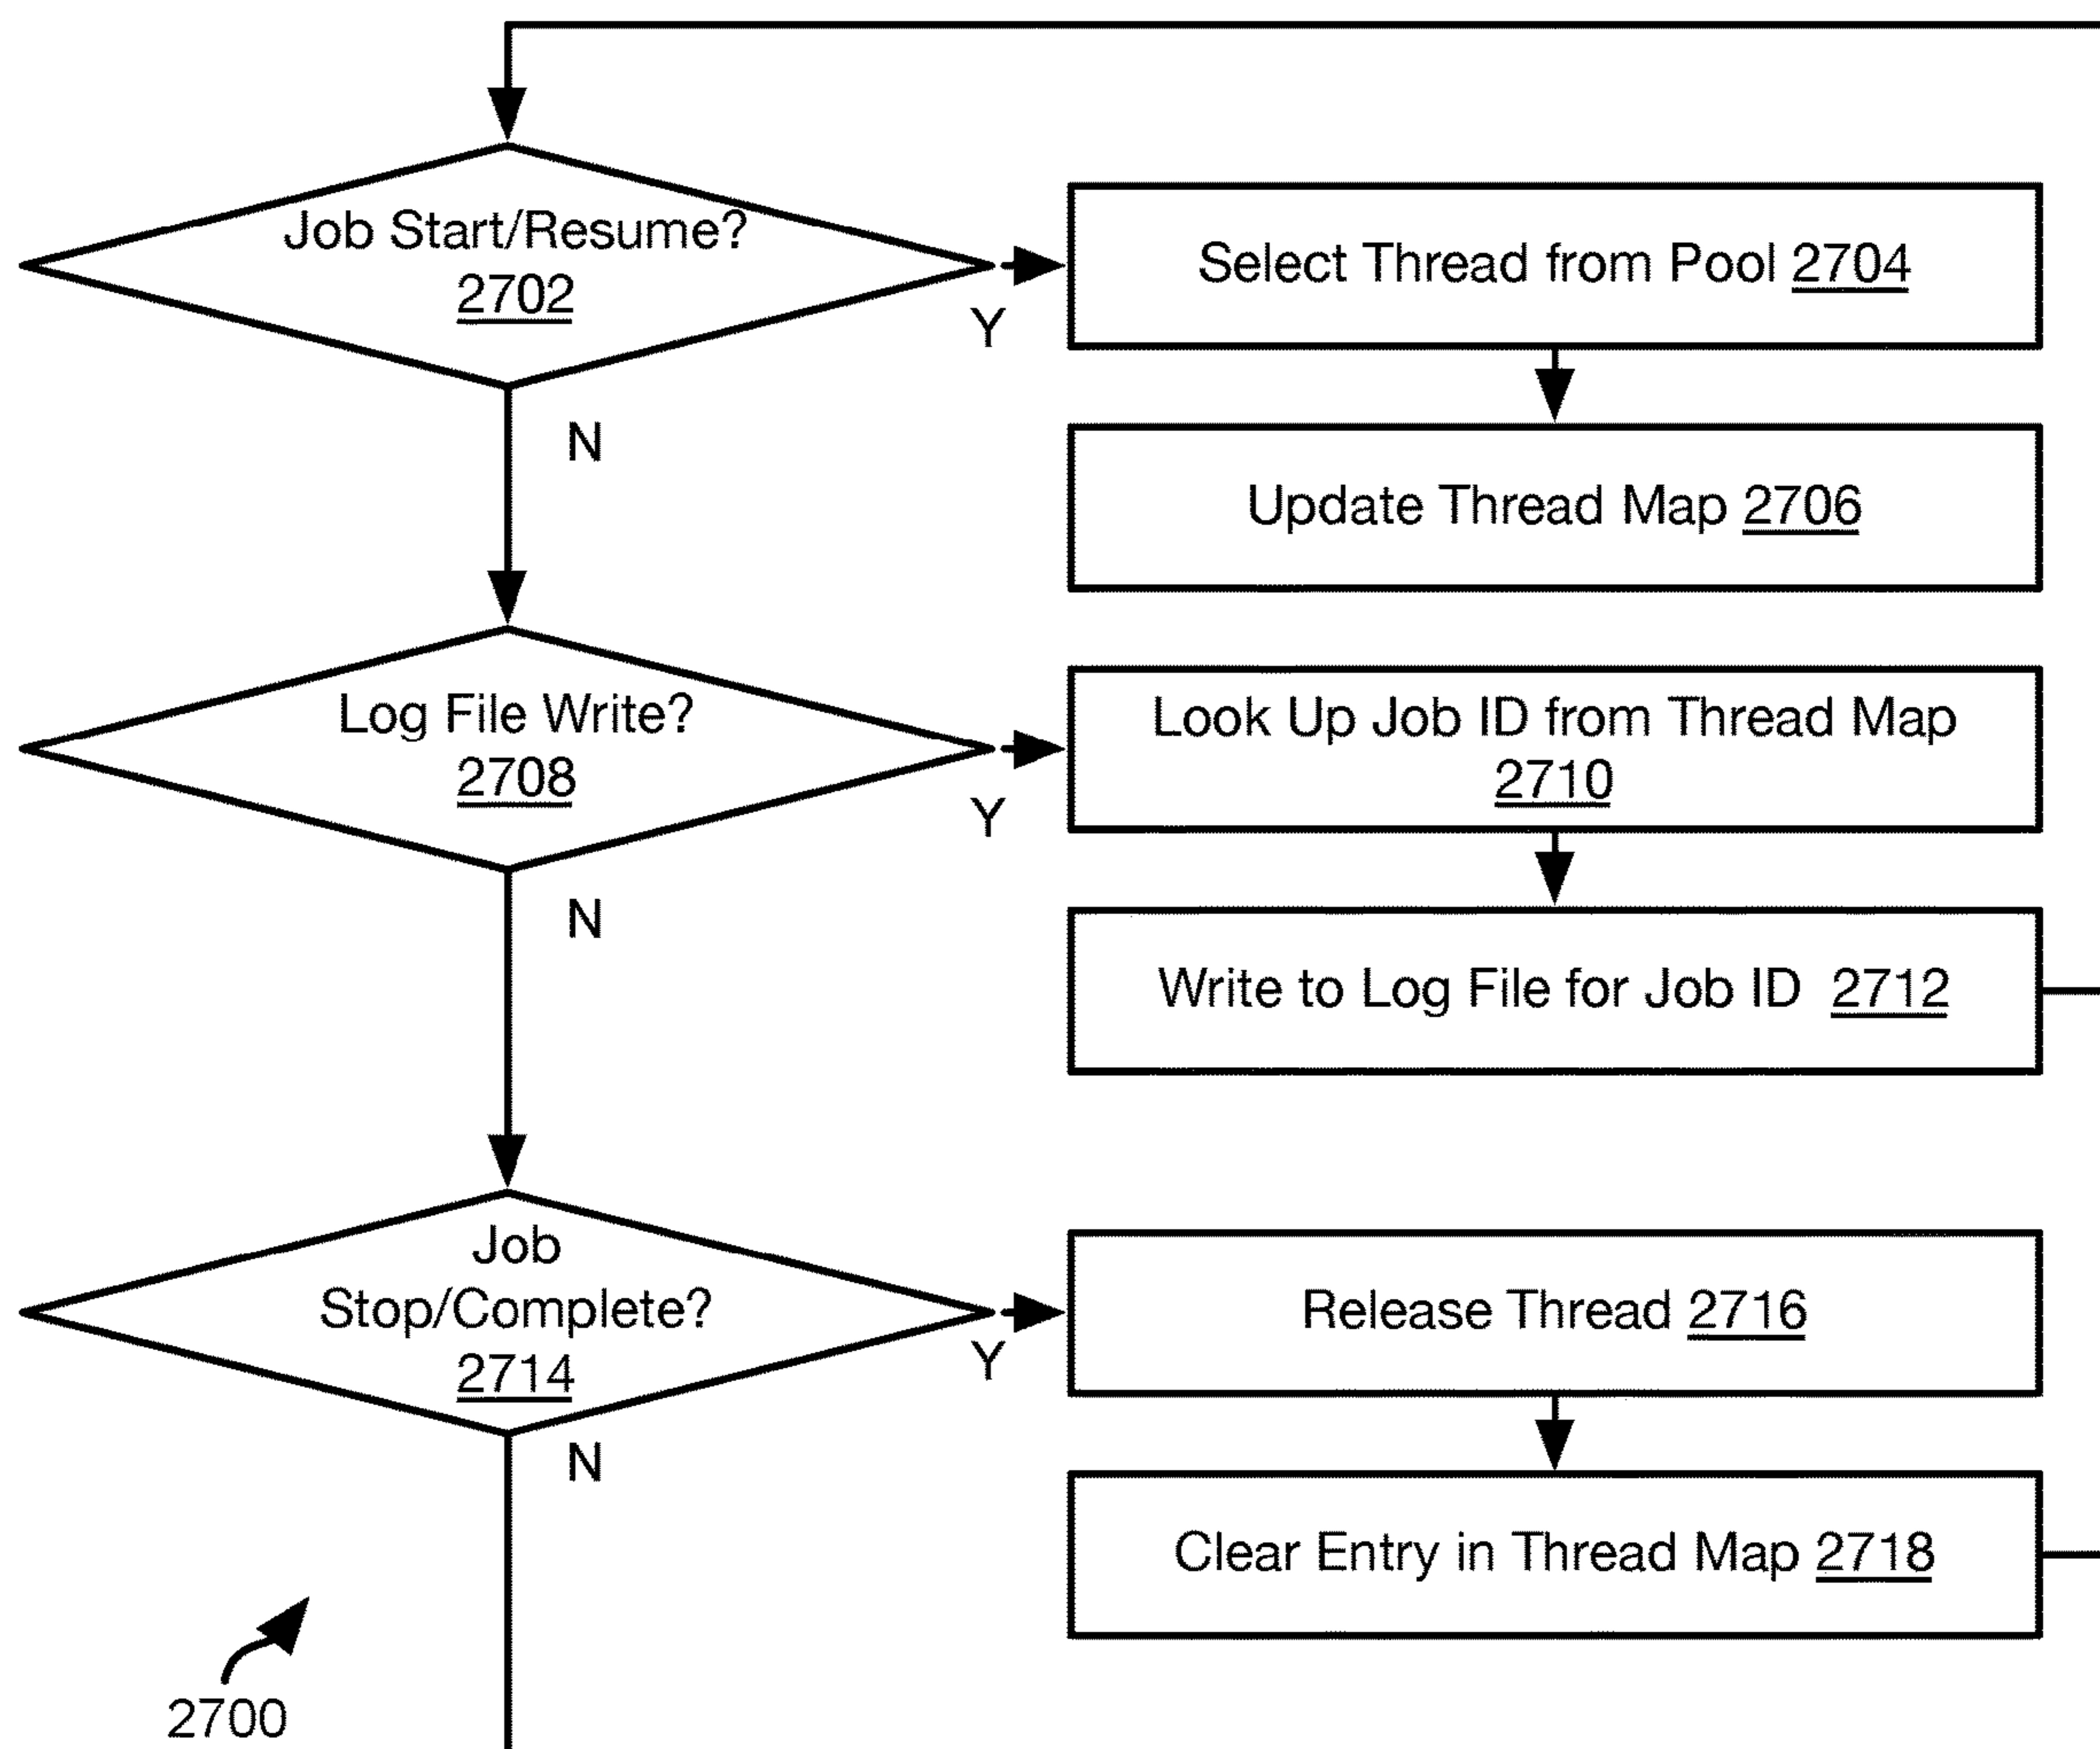 Job Start/Resume?
2702
Y
N
Select Thread from Pool 2704
Update Thread Map 2706
Log File Write?
2708
Y
N
Look Up Job ID from Thread Map
2710
Write to Log File for Job ID 2712
Job
Stop/Complete?
2714
Y
N
Release Thread 2716
Clear Entry in Thread Map 2718
2700